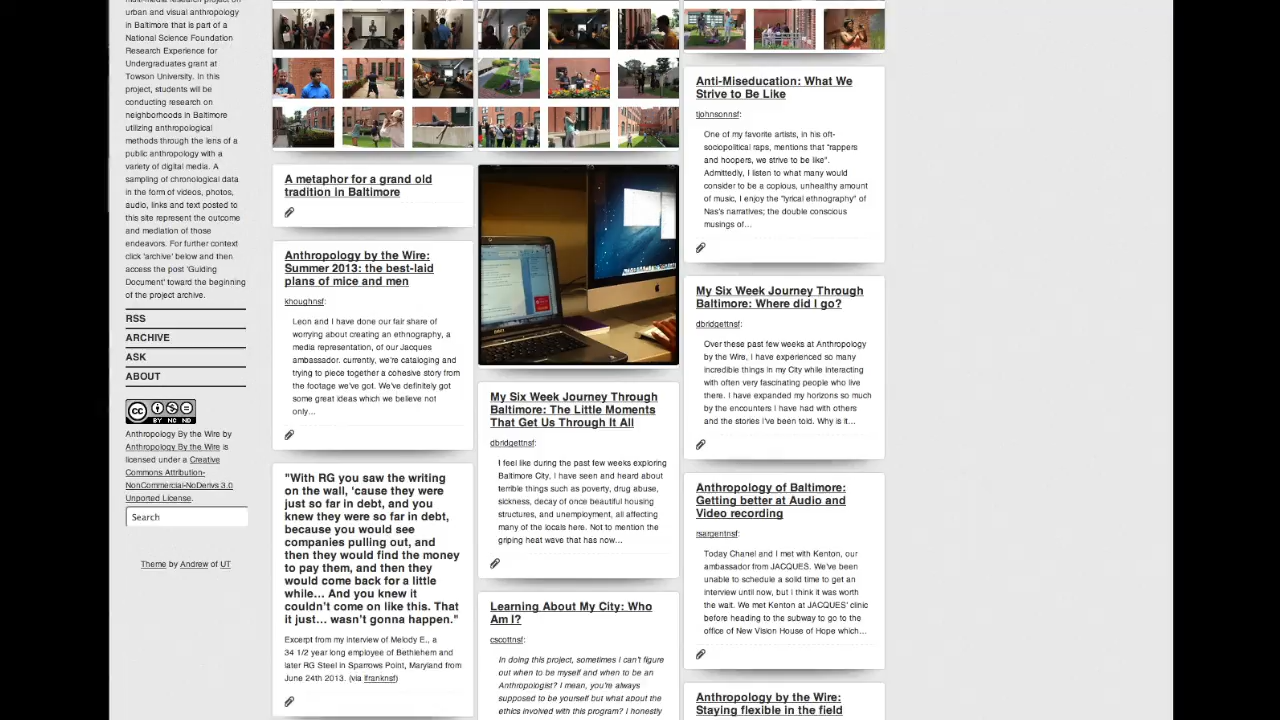 urban and visual anthropology
in Baltimore that is part of a
National Science Foundation
Research Experience for
Undergraduates grant at
Towson University. In this
project, students will be
conducting research on
neighborhoods in Baltimore
utilizing anthropological
methods through the lens of a
public anthropology with a
variety of digital media. A
sampling of chronological data
in the form of videos, photos,
audio, links and text posted to
this site represent the outcome
and mediation of those
endeavors. For further context
click 'archive' below and then
access the post 'Guiding
Document' toward the beginning
of the project archive.
RSS
ARCHIVE
ASK
ABOUT
CC
BY NC ND
Anthropology By the Wire by
Anthropology By the Wire is
licensed under a Creative
Commons Attribution-
NonCommercial-NoDerivs 3.0
Unported License.
Search
Theme by Andrew of UT
A metaphor for a grand old
tradition in Baltimore
Anthropology by the Wire:
Summer 2013: the best-laid
plans of mice and men
khoughnsf:
Leon and I have done our fair share of
worrying about creating an ethnography, a
media representation, of our Jacques
ambassador. currently, we're cataloging and
trying to piece together a cohesive story from
the footage we've got. We've definitely got
some great ideas which we believe not
only...
"With RG you saw the writing
on the wall, 'cause they were
just so far in debt, and you
knew they were so far in debt,
because you would see
companies pulling out, and
then they would find the money
to pay them, and then they
would come back for a little
while... And you knew it
couldn't come on like this. That
it just... wasn't gonna happen."
Excerpt from my interview of Melody E., a
34 1/2 year long employee of Bethlehem and
later RG Steel in Sparrows Point, Maryland from
June 24th 2013. (via lfranknsf)
My Six Week Journey Through
Baltimore: The Little Moments
That Get Us Through It All
dbridgettnsf:
I feel like during the past few weeks exploring
Baltimore City, I have seen and heard about
terrible things such as poverty, drug abuse,
sickness, decay of once beautiful housing
structures, and unemployment, all affecting
many of the locals here. Not to mention the
griping heat wave that has now...
Learning About My City: Who
Am I?
cscottnsf:
In doing this project, sometimes I can't figure
out when to be myself and when to be an
Anthropologist? I mean, you're always
supposed to be yourself but what about the
ethics involved with this program? I honestly
Anti-Miseducation: What We
Strive to Be Like
tjohnsonnsf:
One of my favorite artists, in his oft-
sociopolitical raps, mentions that "rappers
and hoopers, we strive to be like".
Admittedly, I listen to what many would
consider to be a copious, unhealthy amount
of music, I enjoy the "lyrical ethnography" of
Nas's narratives; the double conscious
musings of...
My Six Week Journey Through
Baltimore: Where did I go?
dbridgettnsf:
Over these past few weeks at Anthropology
by the Wire, I have experienced so many
incredible things in my City while interacting
with often very fascinating people who live
there. I have expanded my horizons so much
by the encounters I have had with others
and the stories I've been told. Why is it...
Anthropology of Baltimore:
Getting better at Audio and
Video recording
rsargentnsf:
Today Chanel and I met with Kenton, our
ambassador from JACQUES. We've been
unable to schedule a solid time to get an
interview until now, but I think it was worth
the wait. We met Kenton at JACQUES' clinic
before heading to the subway to go to the
office of New Vision House of Hope which...
Anthropology by the Wire:
Staying flexible in the field